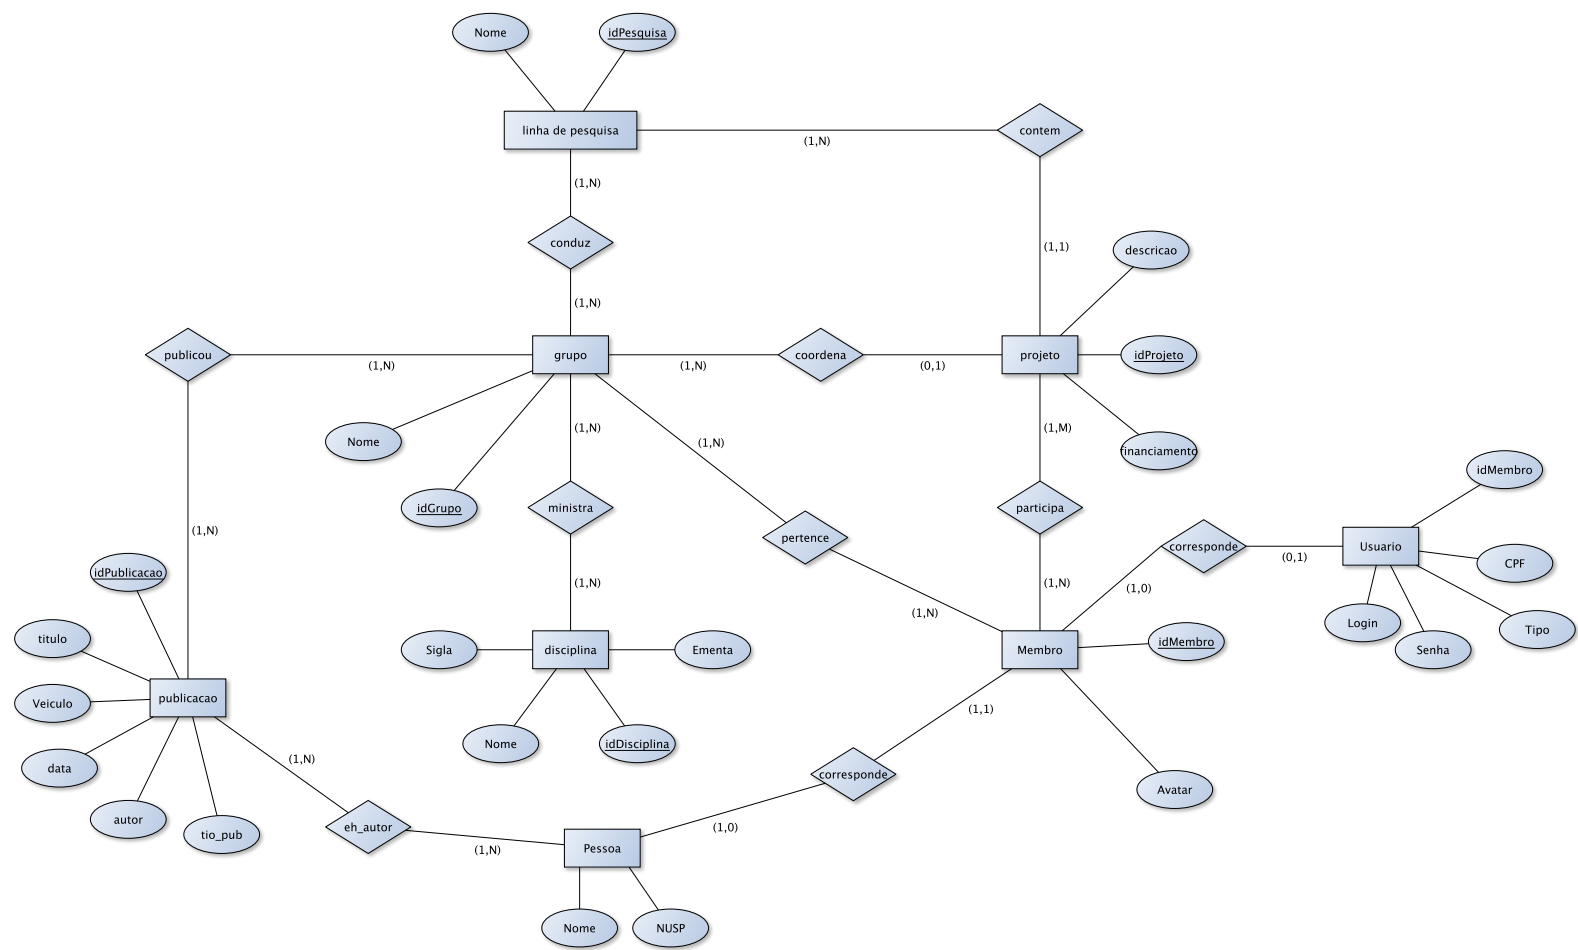 Nome
idPesquisa
linha de pesquisa
(1,N)
contem
(1,N)
conduz
(1,1)
descricao
(1,N)
publicou
(1,N)
grupo
(1,N)
coordena
(0,1)
projeto
idProjeto
Nome
(1,N)
(1,N)
(1,M)
financiamento
idMembro
idGrupo
ministra
participa
(1,N)
pertence
corresponde
(0,1)
Usuario
CPF
idPublicacao
(1,N)
(1,N)
(1,N)
(1,0)
Login
Tipo
Senha
titulo
Sigla
disciplina
Ementa
Membro
idMembro
publicacao
Veiculo
(1,1)
Nome
idDisciplina
(1,N)
data
corresponde
Avatar
autor
tio_pub
eh_autor
(1,0)
(1,N)
Pessoa
Nome
NUSP